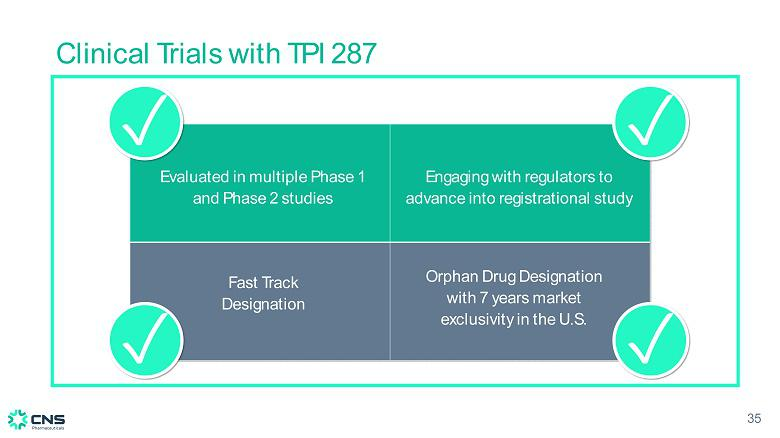 Clinical Trials with TPI 287
Evaluated in multiple Phase 1
and Phase 2 studies
Engaging with regulators to
advance into registrational study
Fast Track
Designation
Orphan Drug Designation
with 7 years market
exclusivity in the U.S.
CNS
Pharmaceuticals
35